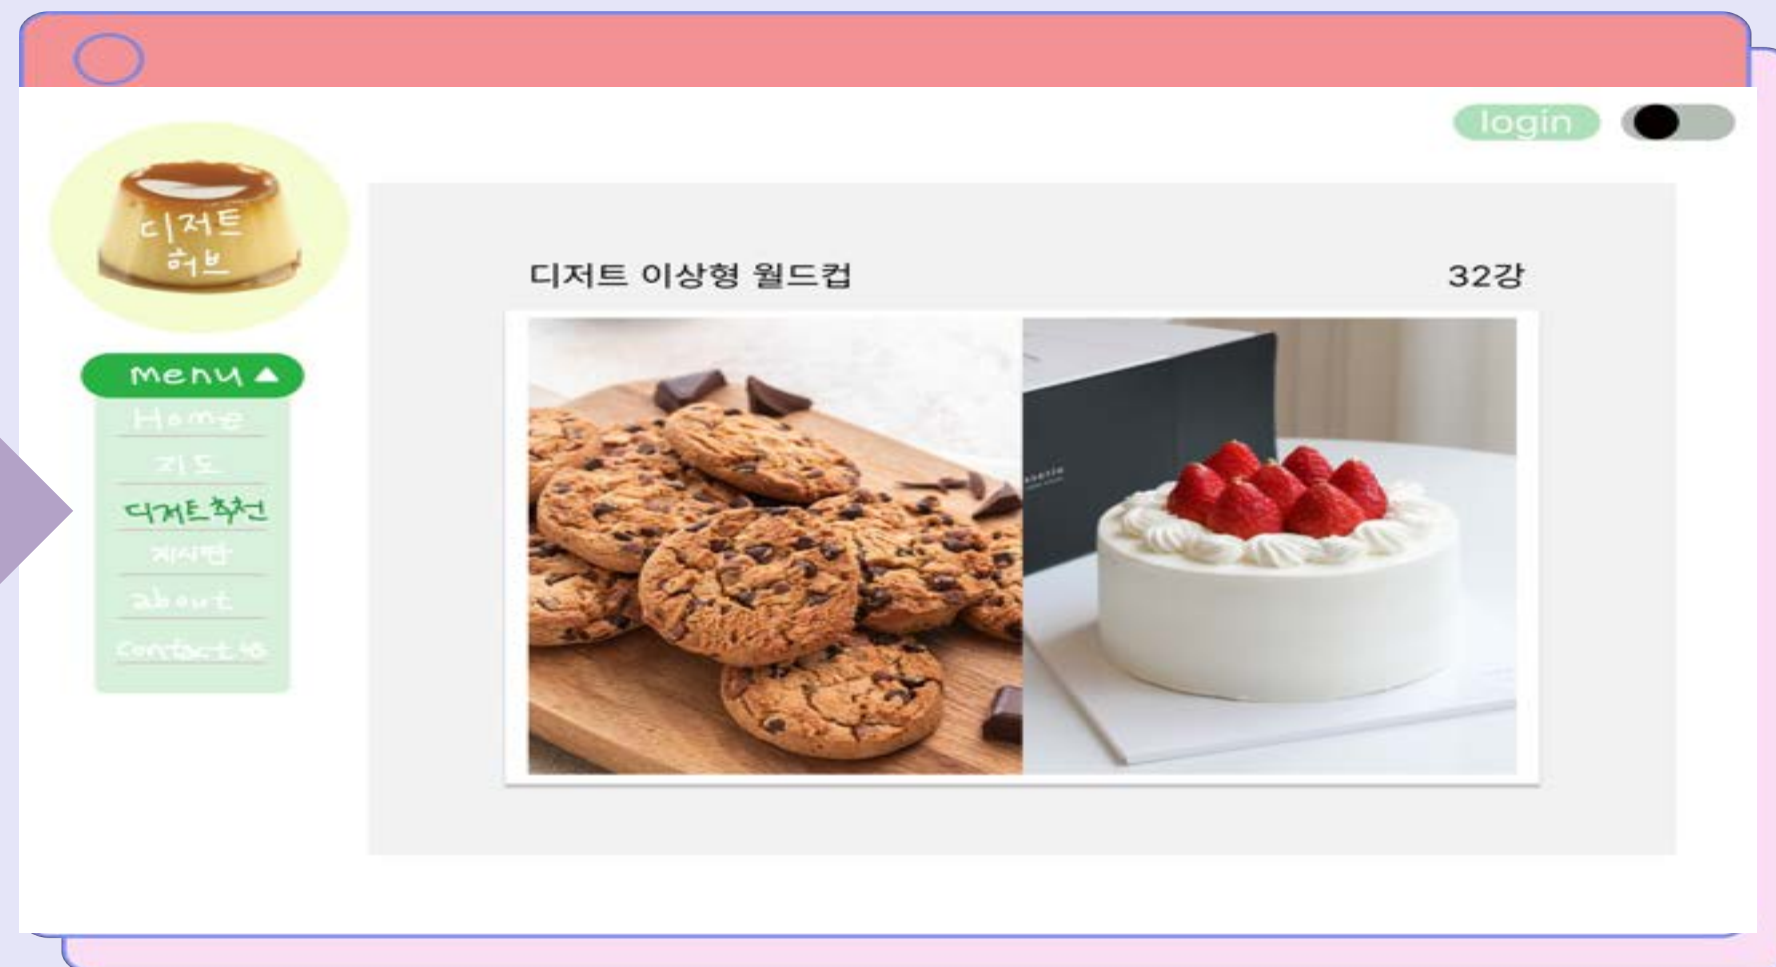 login
디저트
허브
디저트 이상형 월드컵
32강
menu
Home
지도
디저트추천
게시판
about
contact us